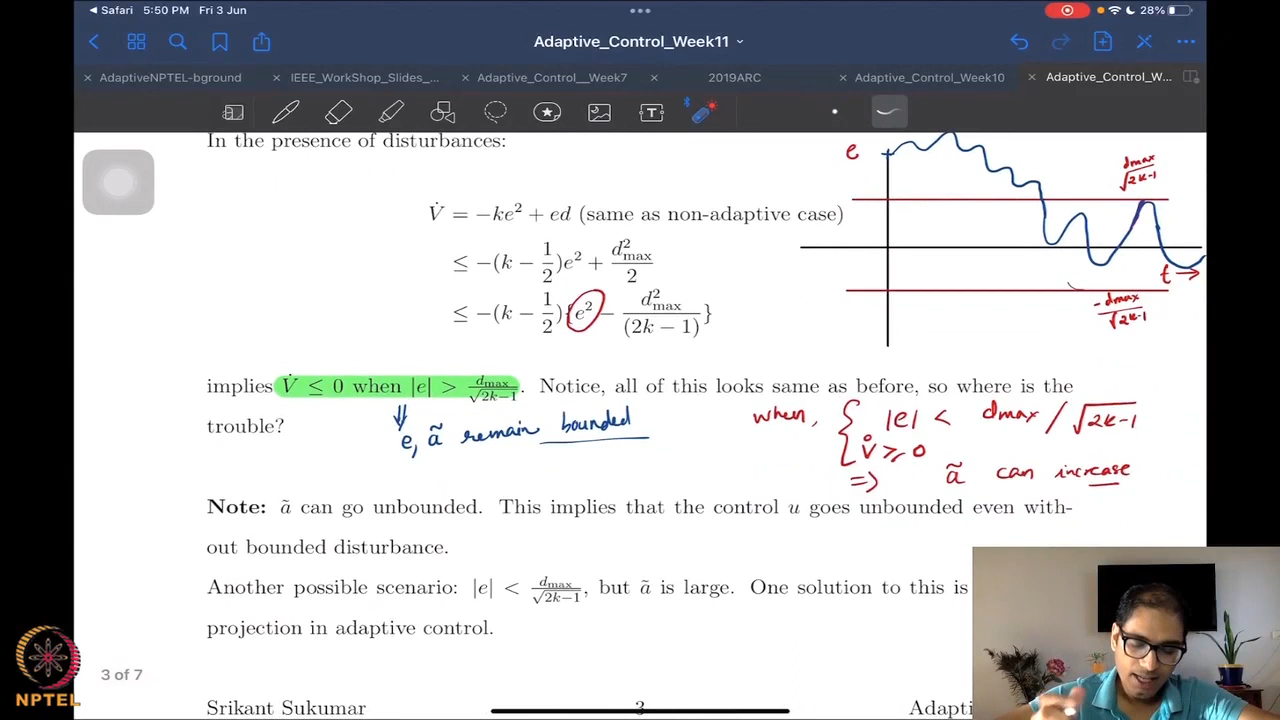 Safari 5:50 PM Fri 3 Jun
28%
Adaptive_Control_Week11
AdaptiveNPTEL-bground
IEEE_WorkShop_Slides_...
Adaptive_Control__Week7
2019ARC
Adaptive_Control_Week10
Adaptive_Control_W...
In the presence of disturbances:
V̇ = −ke² + ed (same as non-adaptive case)
≤ −(k − 1/2)e² + d²max/2
≤ −(k − 1/2){e² − d²max/(2k − 1)}
e
dmax/√2k-1
t →
-dmax/√2k-1
implies V̇ ≤ 0 when |e| > dmax/√2k−1. Notice, all of this looks same as before, so where is the
trouble?
⇓
e, ã remain bounded
when, { |e| < dmax / √2k-1
V̇ ≥ 0
⇒ ã can increase
Note: ã can go unbounded. This implies that the control u goes unbounded even with-
out bounded disturbance.
Another possible scenario: |e| < dmax/√2k−1, but ã is large. One solution to this is
projection in adaptive control.
3 of 7
NPTEL
Srikant Sukumar
3
Adapti